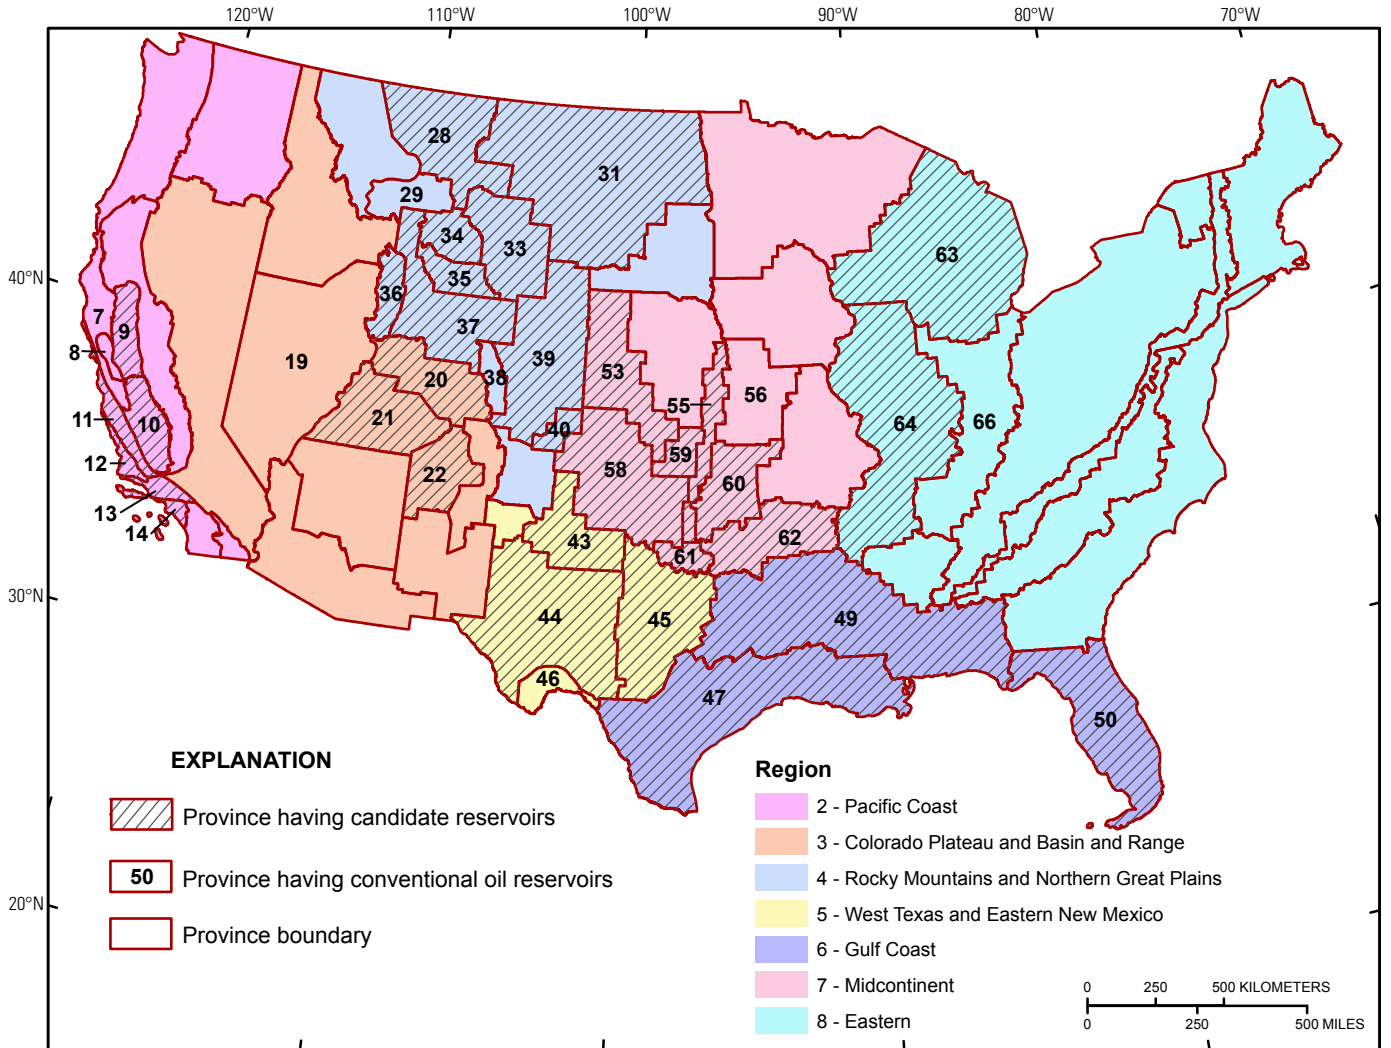 120°W 110°W 100°W 90°W 80°W 70°W
28
31
29
34
33
63
40°N
35
36
7
9
37
8
19
39
20
38
53
56
55
11
21
10
40
64
66
12
59
58
22
60
13
14
43
62
61
30°N
44
45
49
46
47
50
EXPLANATION
Province having candidate reservoirs
50 Province having conventional oil reservoirs
Province boundary
20°N
Region
2 - Pacific Coast
3 - Colorado Plateau and Basin and Range
4 - Rocky Mountains and Northern Great Plains
5 - West Texas and Eastern New Mexico
6 - Gulf Coast
7 - Midcontinent
8 - Eastern
0 250 500 KILOMETERS
0 250 500 MILES